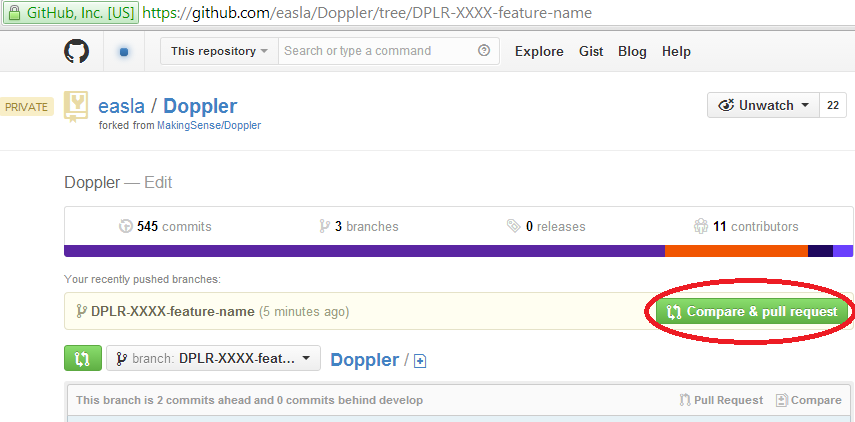 GitHub, Inc. [US] https://github.com/easla/Doppler/tree/DPLR-XXXX-feature-name
This repository Search or type a command Explore Gist Blog Help
PRIVATE easla / Doppler Unwatch 22
forked from MakingSense/Doppler
Doppler — Edit
545 commits 3 branches 0 releases 11 contributors
Your recently pushed branches:
DPLR-XXXX-feature-name (5 minutes ago) Compare & pull request
branch: DPLR-XXXX-feat... Doppler /
This branch is 2 commits ahead and 0 commits behind develop Pull Request Compare